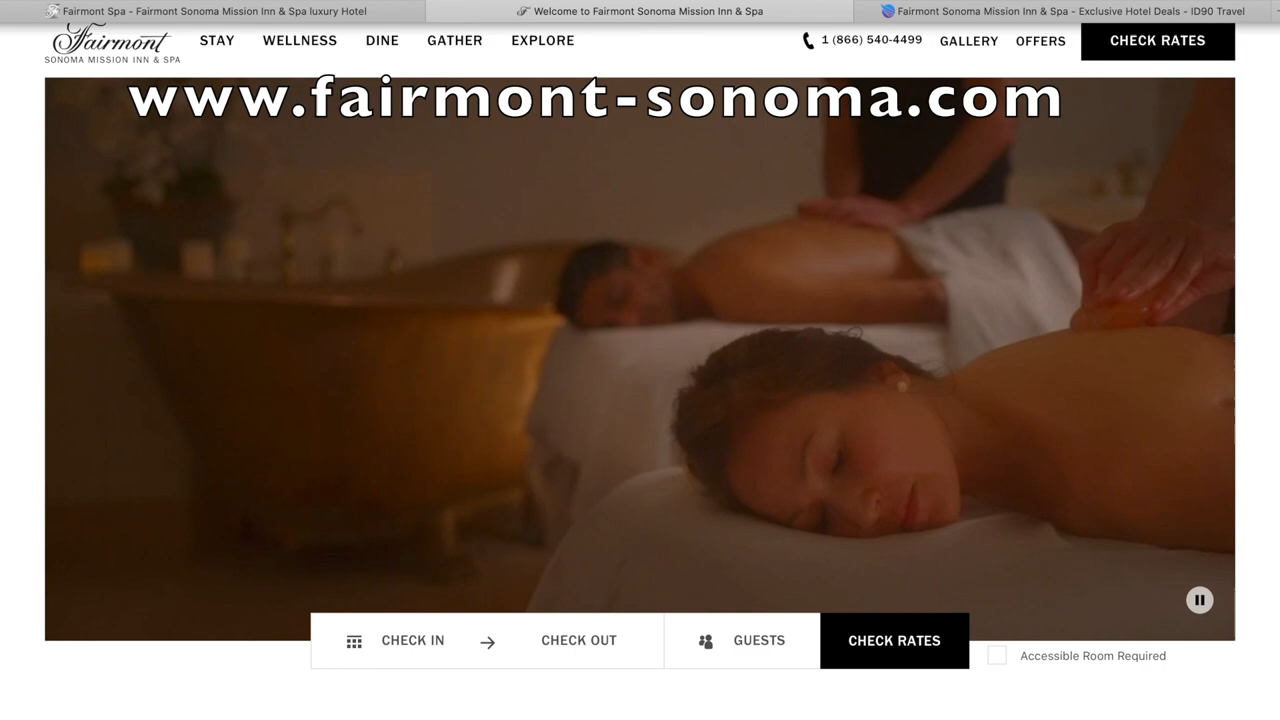 Fairmont Spa - Fairmont Sonoma Mission Inn & Spa luxury Hotel
Welcome to Fairmont Sonoma Mission Inn & Spa
Fairmont Sonoma Mission Inn & Spa - Exclusive Hotel Deals - ID90 Travel
Fairmont
SONOMA MISSION INN & SPA
STAY WELLNESS DINE GATHER EXPLORE
1 (866) 540-4499 GALLERY OFFERS CHECK RATES
www.fairmont-sonoma.com
CHECK IN CHECK OUT GUESTS CHECK RATES
Accessible Room Required